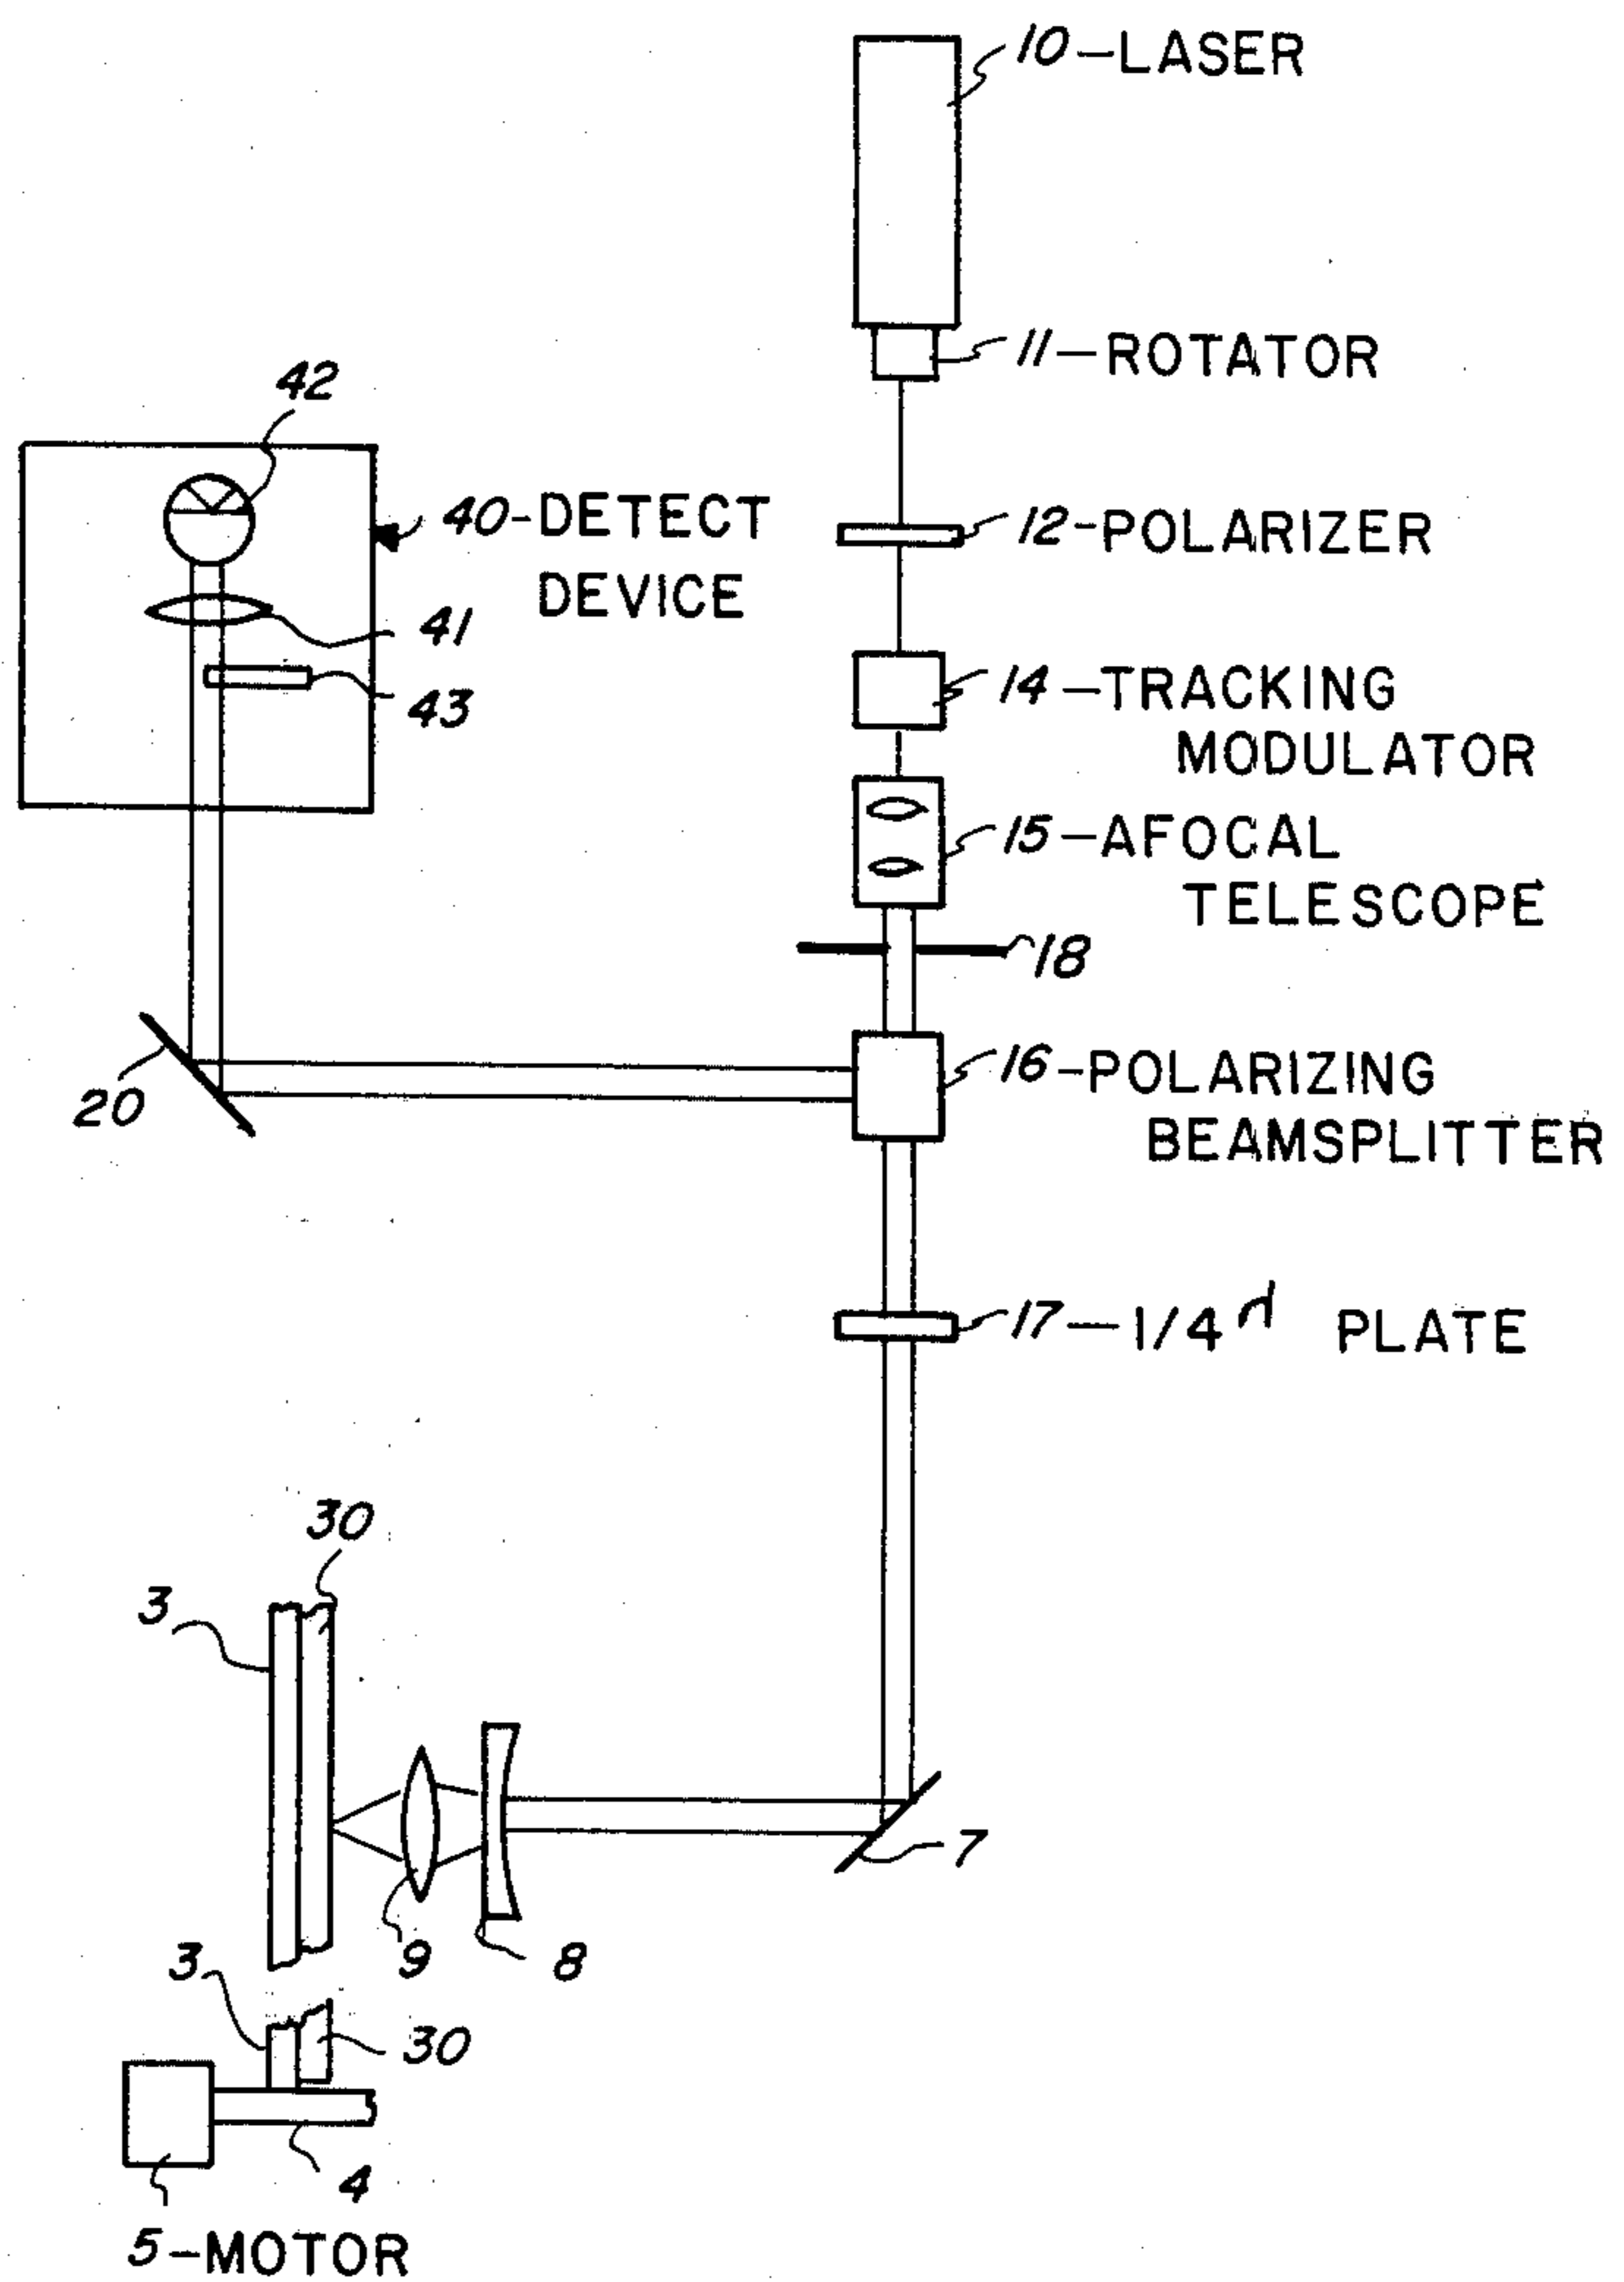 10-LASER
11-ROTATOR
42
40-DETECT
DEVICE
12-POLARIZER
41
43
14-TRACKING
MODULATOR
15-AFOCAL
TELESCOPE
18
20
16-POLARIZING
BEAMSPLITTER
17-1/4 λ PLATE
30
3
7
9
8
3
30
4
5-MOTOR